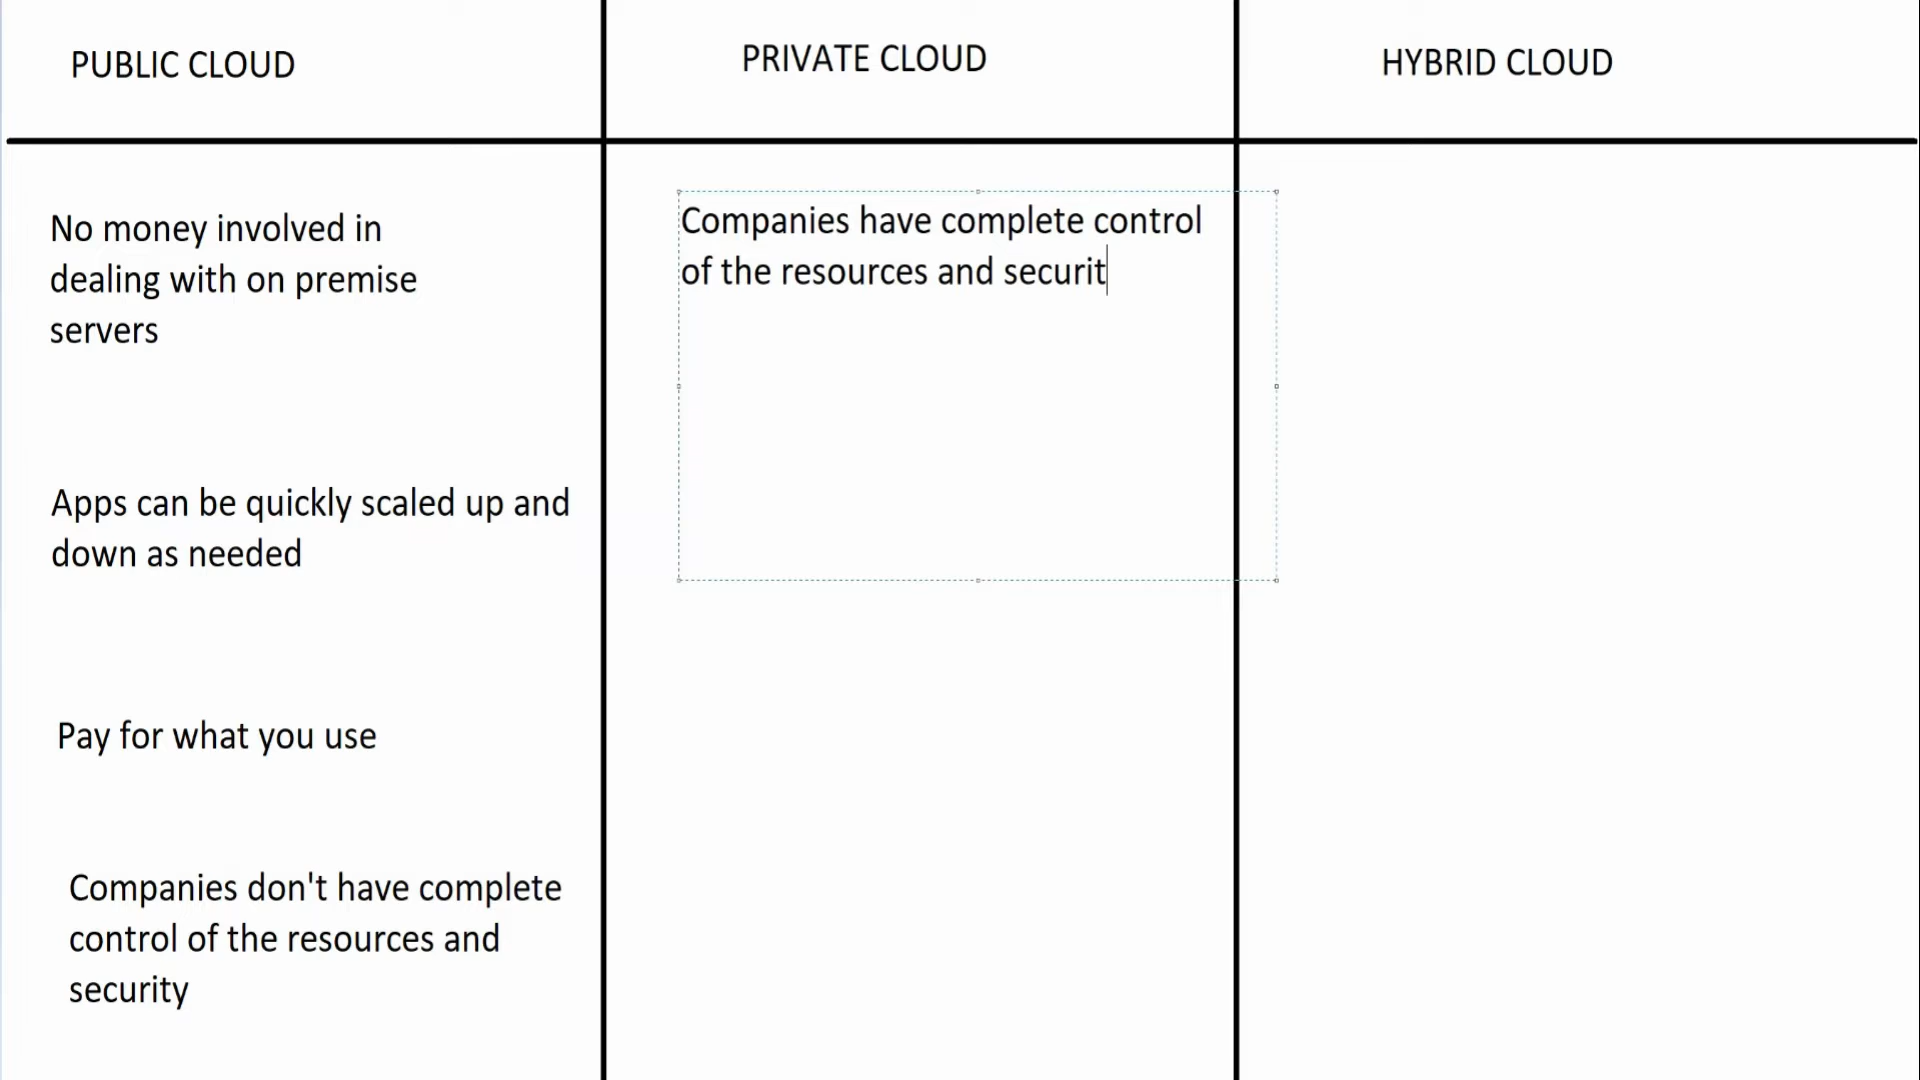 PUBLIC CLOUD
PRIVATE CLOUD
HYBRID CLOUD
No money involved in
dealing with on premise
servers
Apps can be quickly scaled up and
down as needed
Pay for what you use
Companies don't have complete
control of the resources and
security
Companies have complete control
of the resources and securit